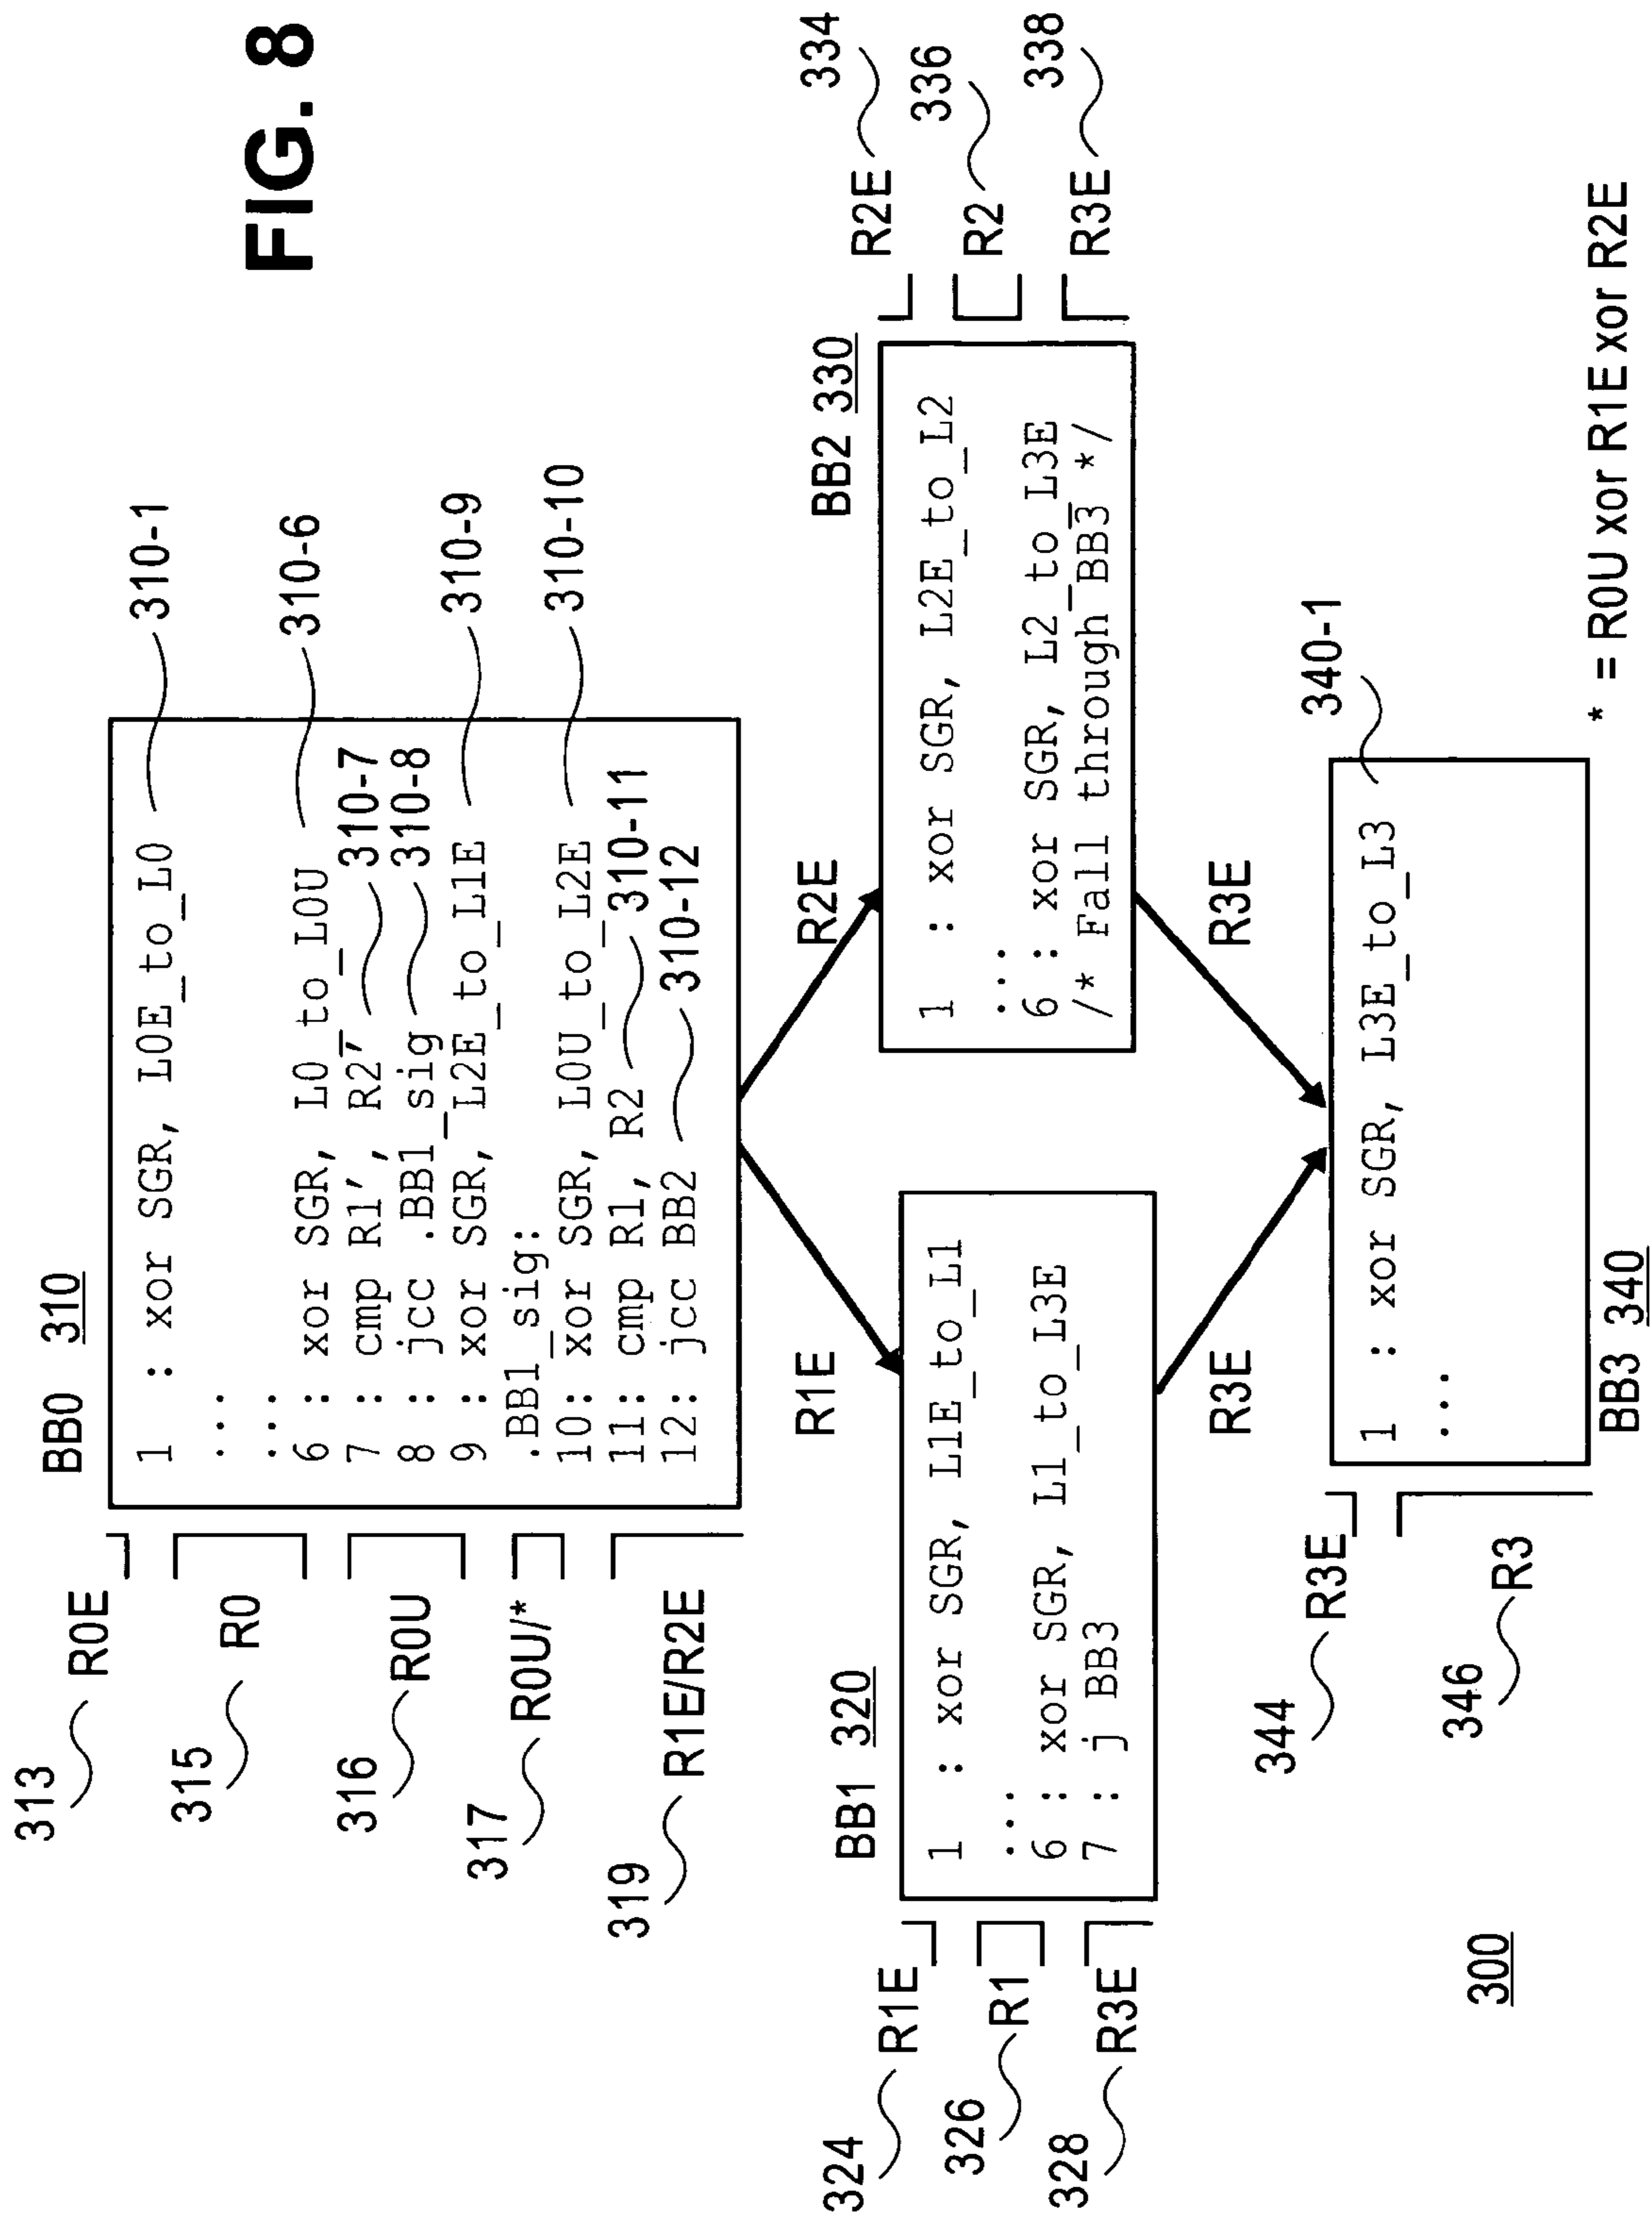 FIG. 8
BB0 310
1 : xor SGR, L0E_to_L0
...
...
6 : xor SGR, L0_to_L0U
7 : cmp R1', R2'
8 : jcc .BB1_sig
9 : xor SGR, L2E_to_L1E
.BB1_sig:
10: xor SGR, L0U_to_L2E
11: cmp R1, R2
12: jcc BB2
310-1
310-6
310-7
310-8
310-9
310-10
310-11
310-12
313 R0E
315 R0
316 R0U
317 R0U/*
319 R1E/R2E
R1E
R2E
BB1 320
1 : xor SGR, L1E_to_L1
...
6 : xor SGR, L1_to_L3E
7 : j BB3
324 R1E
326 R1
328 R3E
BB2 330
1 : xor SGR, L2E_to_L2
...
6 : xor SGR, L2_to_L3E
/* Fall through BB3 */
R2E 334
R2 336
R3E 338
R3E
R3E
1 : xor SGR, L3E_to_L3
...
340-1
BB3 340
344 R3E
346 R3
300
* = R0U xor R1E xor R2E